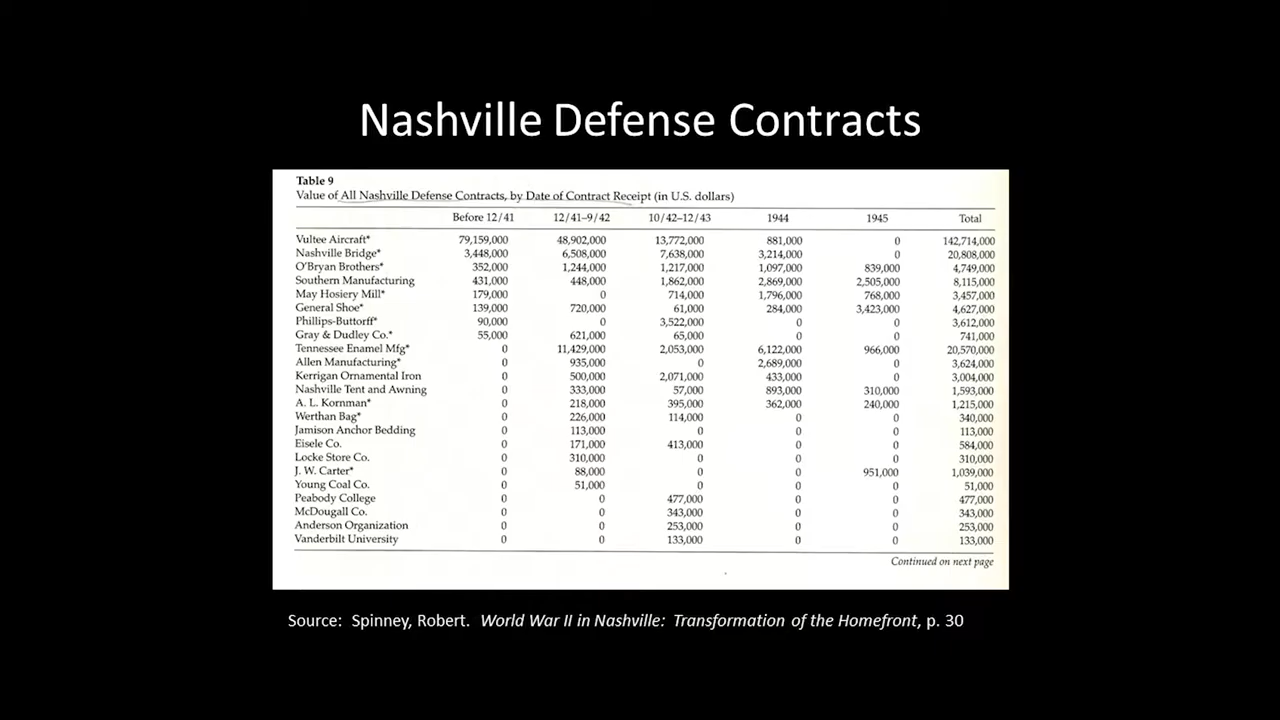 Nashville Defense Contracts
Table 9
Value of All Nashville Defense Contracts, by Date of Contract Receipt (in U.S. dollars)
Before 12/41 12/41–9/42 10/42–12/43 1944 1945 Total
Vultee Aircraft* 79,159,000 48,902,000 13,772,000 881,000 0 142,714,000
Nashville Bridge* 3,448,000 6,508,000 7,638,000 3,214,000 0 20,808,000
O'Bryan Brothers* 352,000 1,244,000 1,217,000 1,097,000 839,000 4,749,000
Southern Manufacturing 431,000 448,000 1,862,000 2,869,000 2,505,000 8,115,000
May Hosiery Mill* 179,000 0 714,000 1,796,000 768,000 3,457,000
General Shoe* 139,000 720,000 61,000 284,000 3,423,000 4,627,000
Phillips-Buttorff* 90,000 0 3,522,000 0 0 3,612,000
Gray & Dudley Co.* 55,000 621,000 65,000 0 0 741,000
Tennessee Enamel Mfg* 0 11,429,000 2,053,000 6,122,000 966,000 20,570,000
Allen Manufacturing* 0 935,000 0 2,689,000 0 3,624,000
Kerrigan Ornamental Iron 0 500,000 2,071,000 433,000 0 3,004,000
Nashville Tent and Awning 0 333,000 57,000 893,000 310,000 1,593,000
A. L. Kornman* 0 218,000 395,000 362,000 240,000 1,215,000
Werthan Bag* 0 226,000 114,000 0 0 340,000
Jamison Anchor Bedding 0 113,000 0 0 0 113,000
Eisele Co. 0 171,000 413,000 0 0 584,000
Locke Store Co. 0 310,000 0 0 0 310,000
J. W. Carter* 0 88,000 0 0 951,000 1,039,000
Young Coal Co. 0 51,000 0 0 0 51,000
Peabody College 0 0 477,000 0 0 477,000
McDougall Co. 0 0 343,000 0 0 343,000
Anderson Organization 0 0 253,000 0 0 253,000
Vanderbilt University 0 0 133,000 0 0 133,000
Continued on next page
Source: Spinney, Robert. World War II in Nashville: Transformation of the Homefront, p. 30